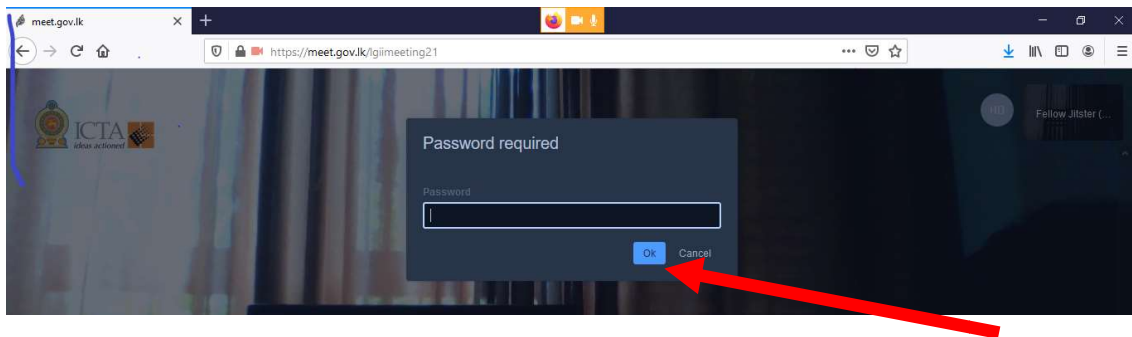 meet.gov.lk
https://meet.gov.lk/lgiimeeting21
ICTA
ideas actioned!
Fellow Jitster (...
Password required
Password
Ok
Cancel